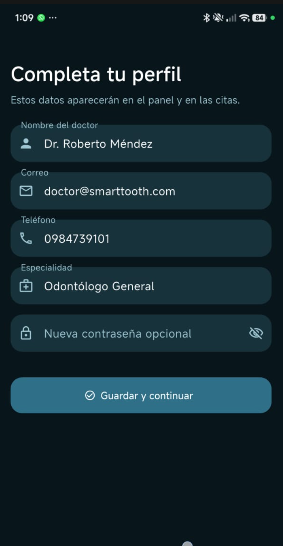 1:09
84
Completa tu perfil
Estos datos aparecerán en el panel y en las citas.
Nombre del doctor
Dr. Roberto Méndez
Correo
doctor@smarttooth.com
Teléfono
0984739101
Especialidad
Odontólogo General
Nueva contraseña opcional
Guardar y continuar